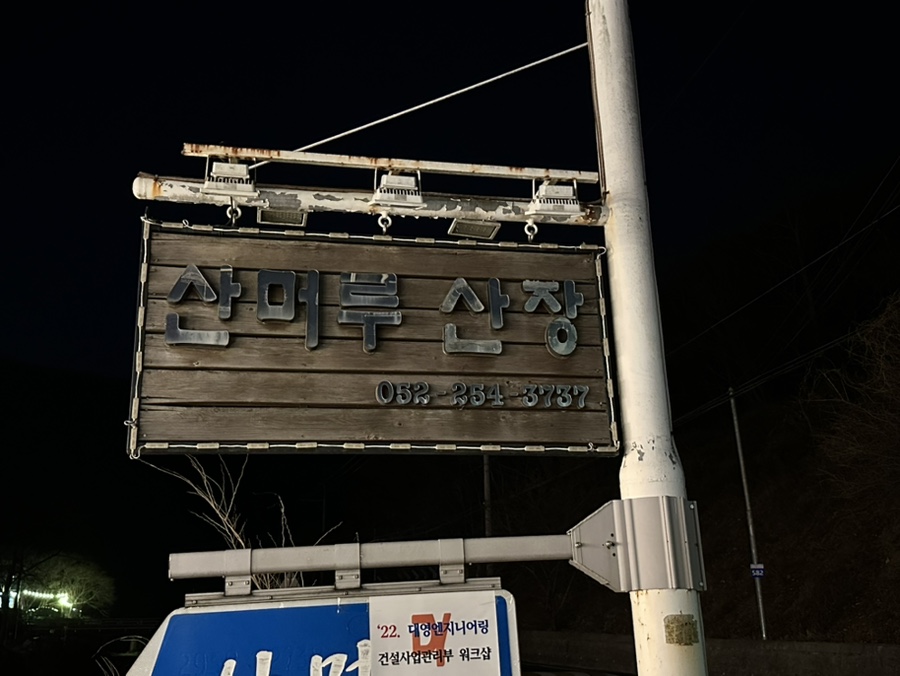 산머루 산장
052-254-3737
'22. 대영엔지니어링
건설사업관리부 워크샵